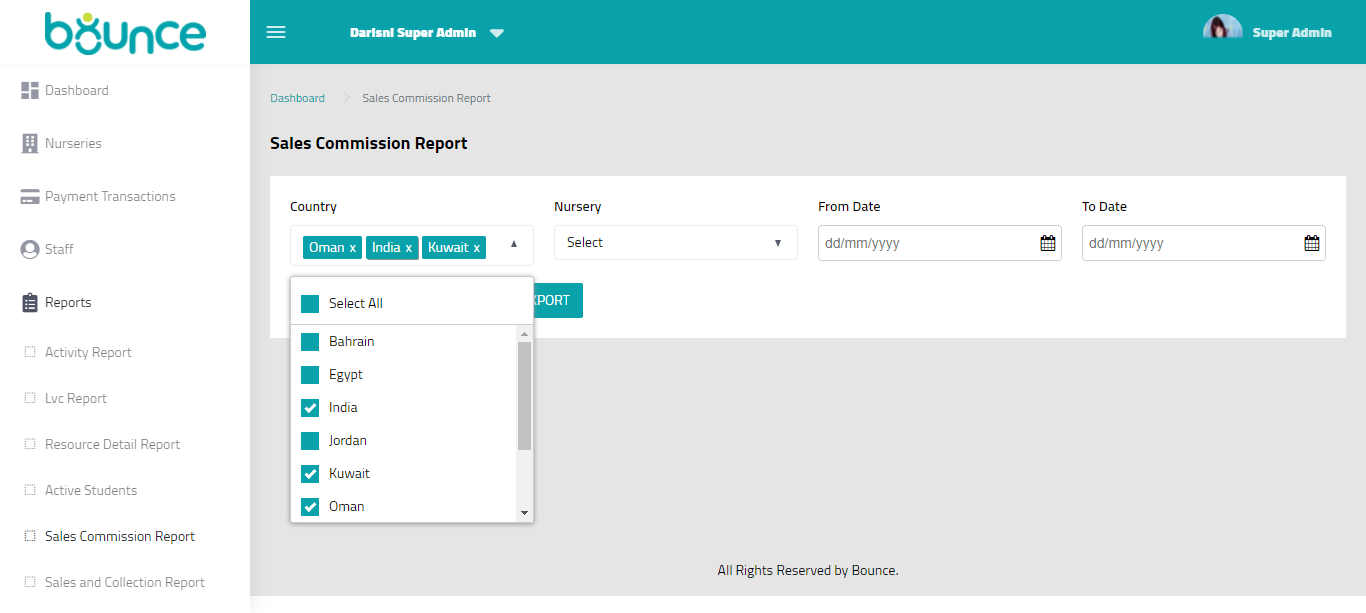 bounce
Darisni Super Admin
Super Admin
Dashboard
Nurseries
Payment Transactions
Staff
Reports
Activity Report
Lvc Report
Resource Detail Report
Active Students
Sales Commission Report
Sales and Collection Report
Dashboard
Sales Commission Report
Sales Commission Report
Country
Nursery
From Date
To Date
Oman x
India x
Kuwait x
Select
dd/mm/yyyy
dd/mm/yyyy
Select All
Bahrain
Egypt
India
Jordan
Kuwait
Oman
PORT
All Rights Reserved by Bounce.